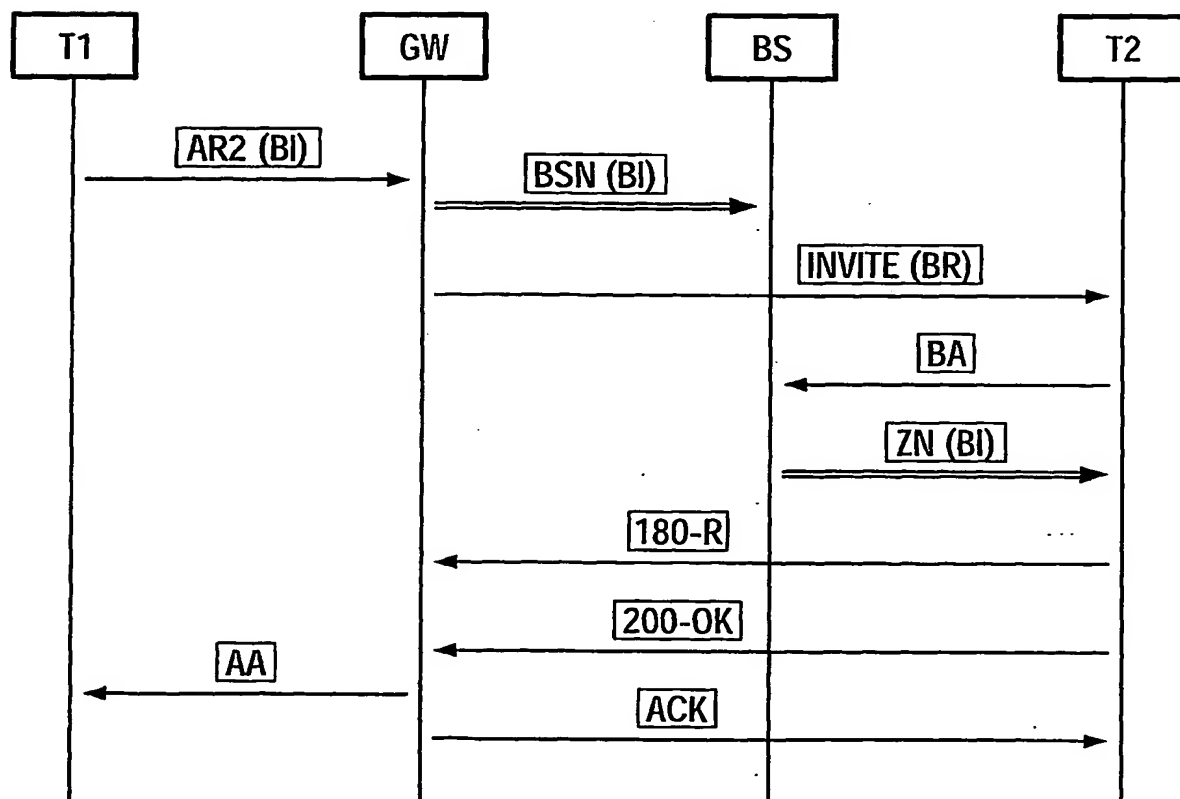 T1 GW BS T2
AR2 (BI)
BSN (BI)
INVITE (BR)
BA
ZN (BI)
180-R
200-OK
AA
ACK